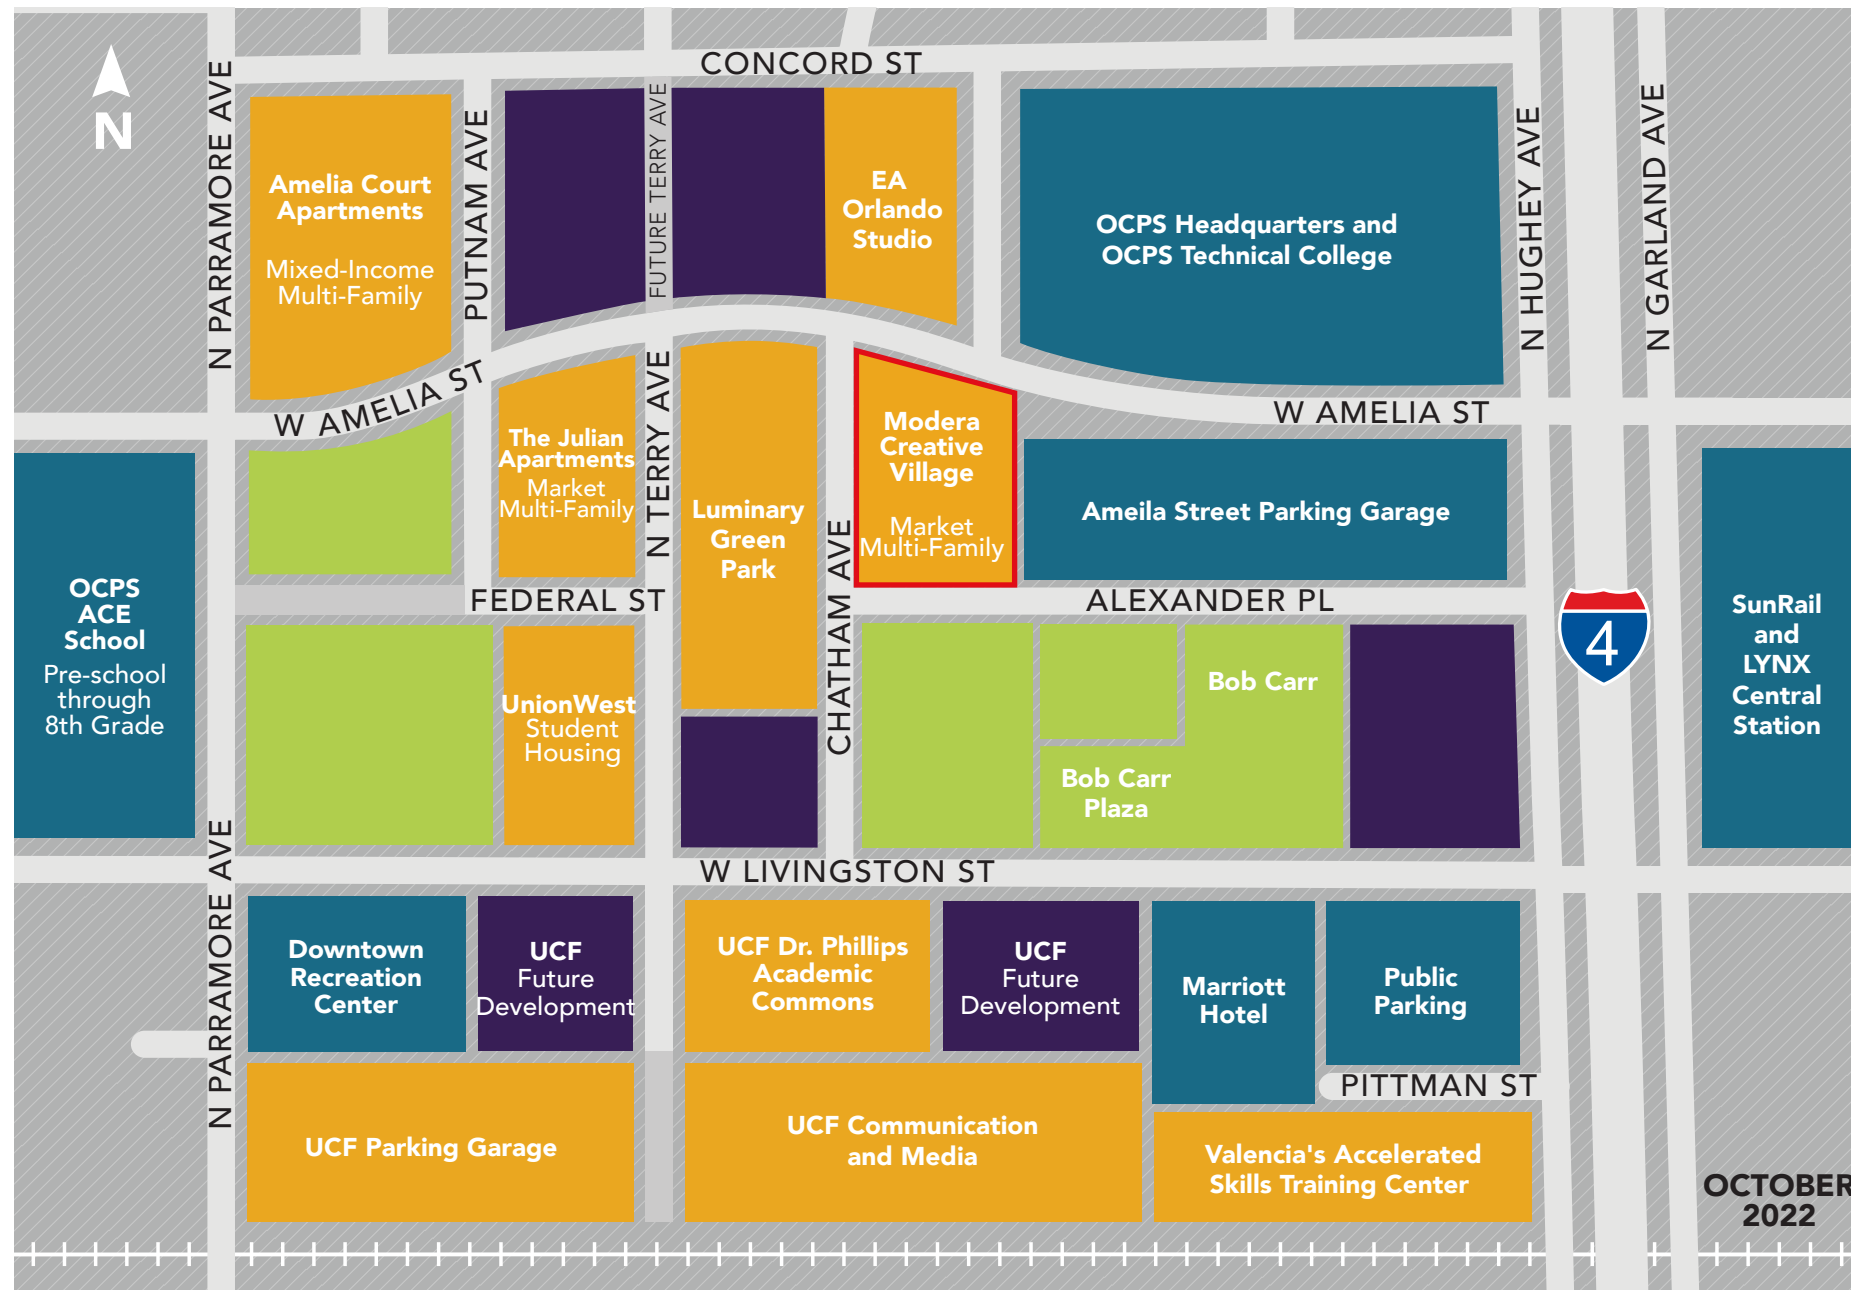 CONCORD ST
N PARRAMORE AVE
N
PUTNAM AVE
FUTURE TERRY AVE
N HUGHEY AVE
N GARLAND AVE
Amelia Court
Apartments
Mixed-Income
Multi-Family
EA
Orlando
Studio
OCPS Headquarters and
OCPS Technical College
W AMELIA ST
W AMELIA ST
The Julian
Apartments
Market
Multi-Family
N TERRY AVE
Luminary
Green
Park
CHATHAM AVE
Modera
Creative
Village
Market
Multi-Family
Ameila Street Parking Garage
OCPS
ACE
School
Pre-school
through
8th Grade
FEDERAL ST
ALEXANDER PL
4
SunRail
and
LYNX
Central
Station
UnionWest
Student
Housing
Bob Carr
Bob Carr
Plaza
N PARRAMORE AVE
W LIVINGSTON ST
Downtown
Recreation
Center
UCF
Future
Development
UCF Dr. Phillips
Academic
Commons
UCF
Future
Development
Marriott
Hotel
Public
Parking
PITTMAN ST
UCF Parking Garage
UCF Communication
and Media
Valencia's Accelerated
Skills Training Center
OCTOBER
2022